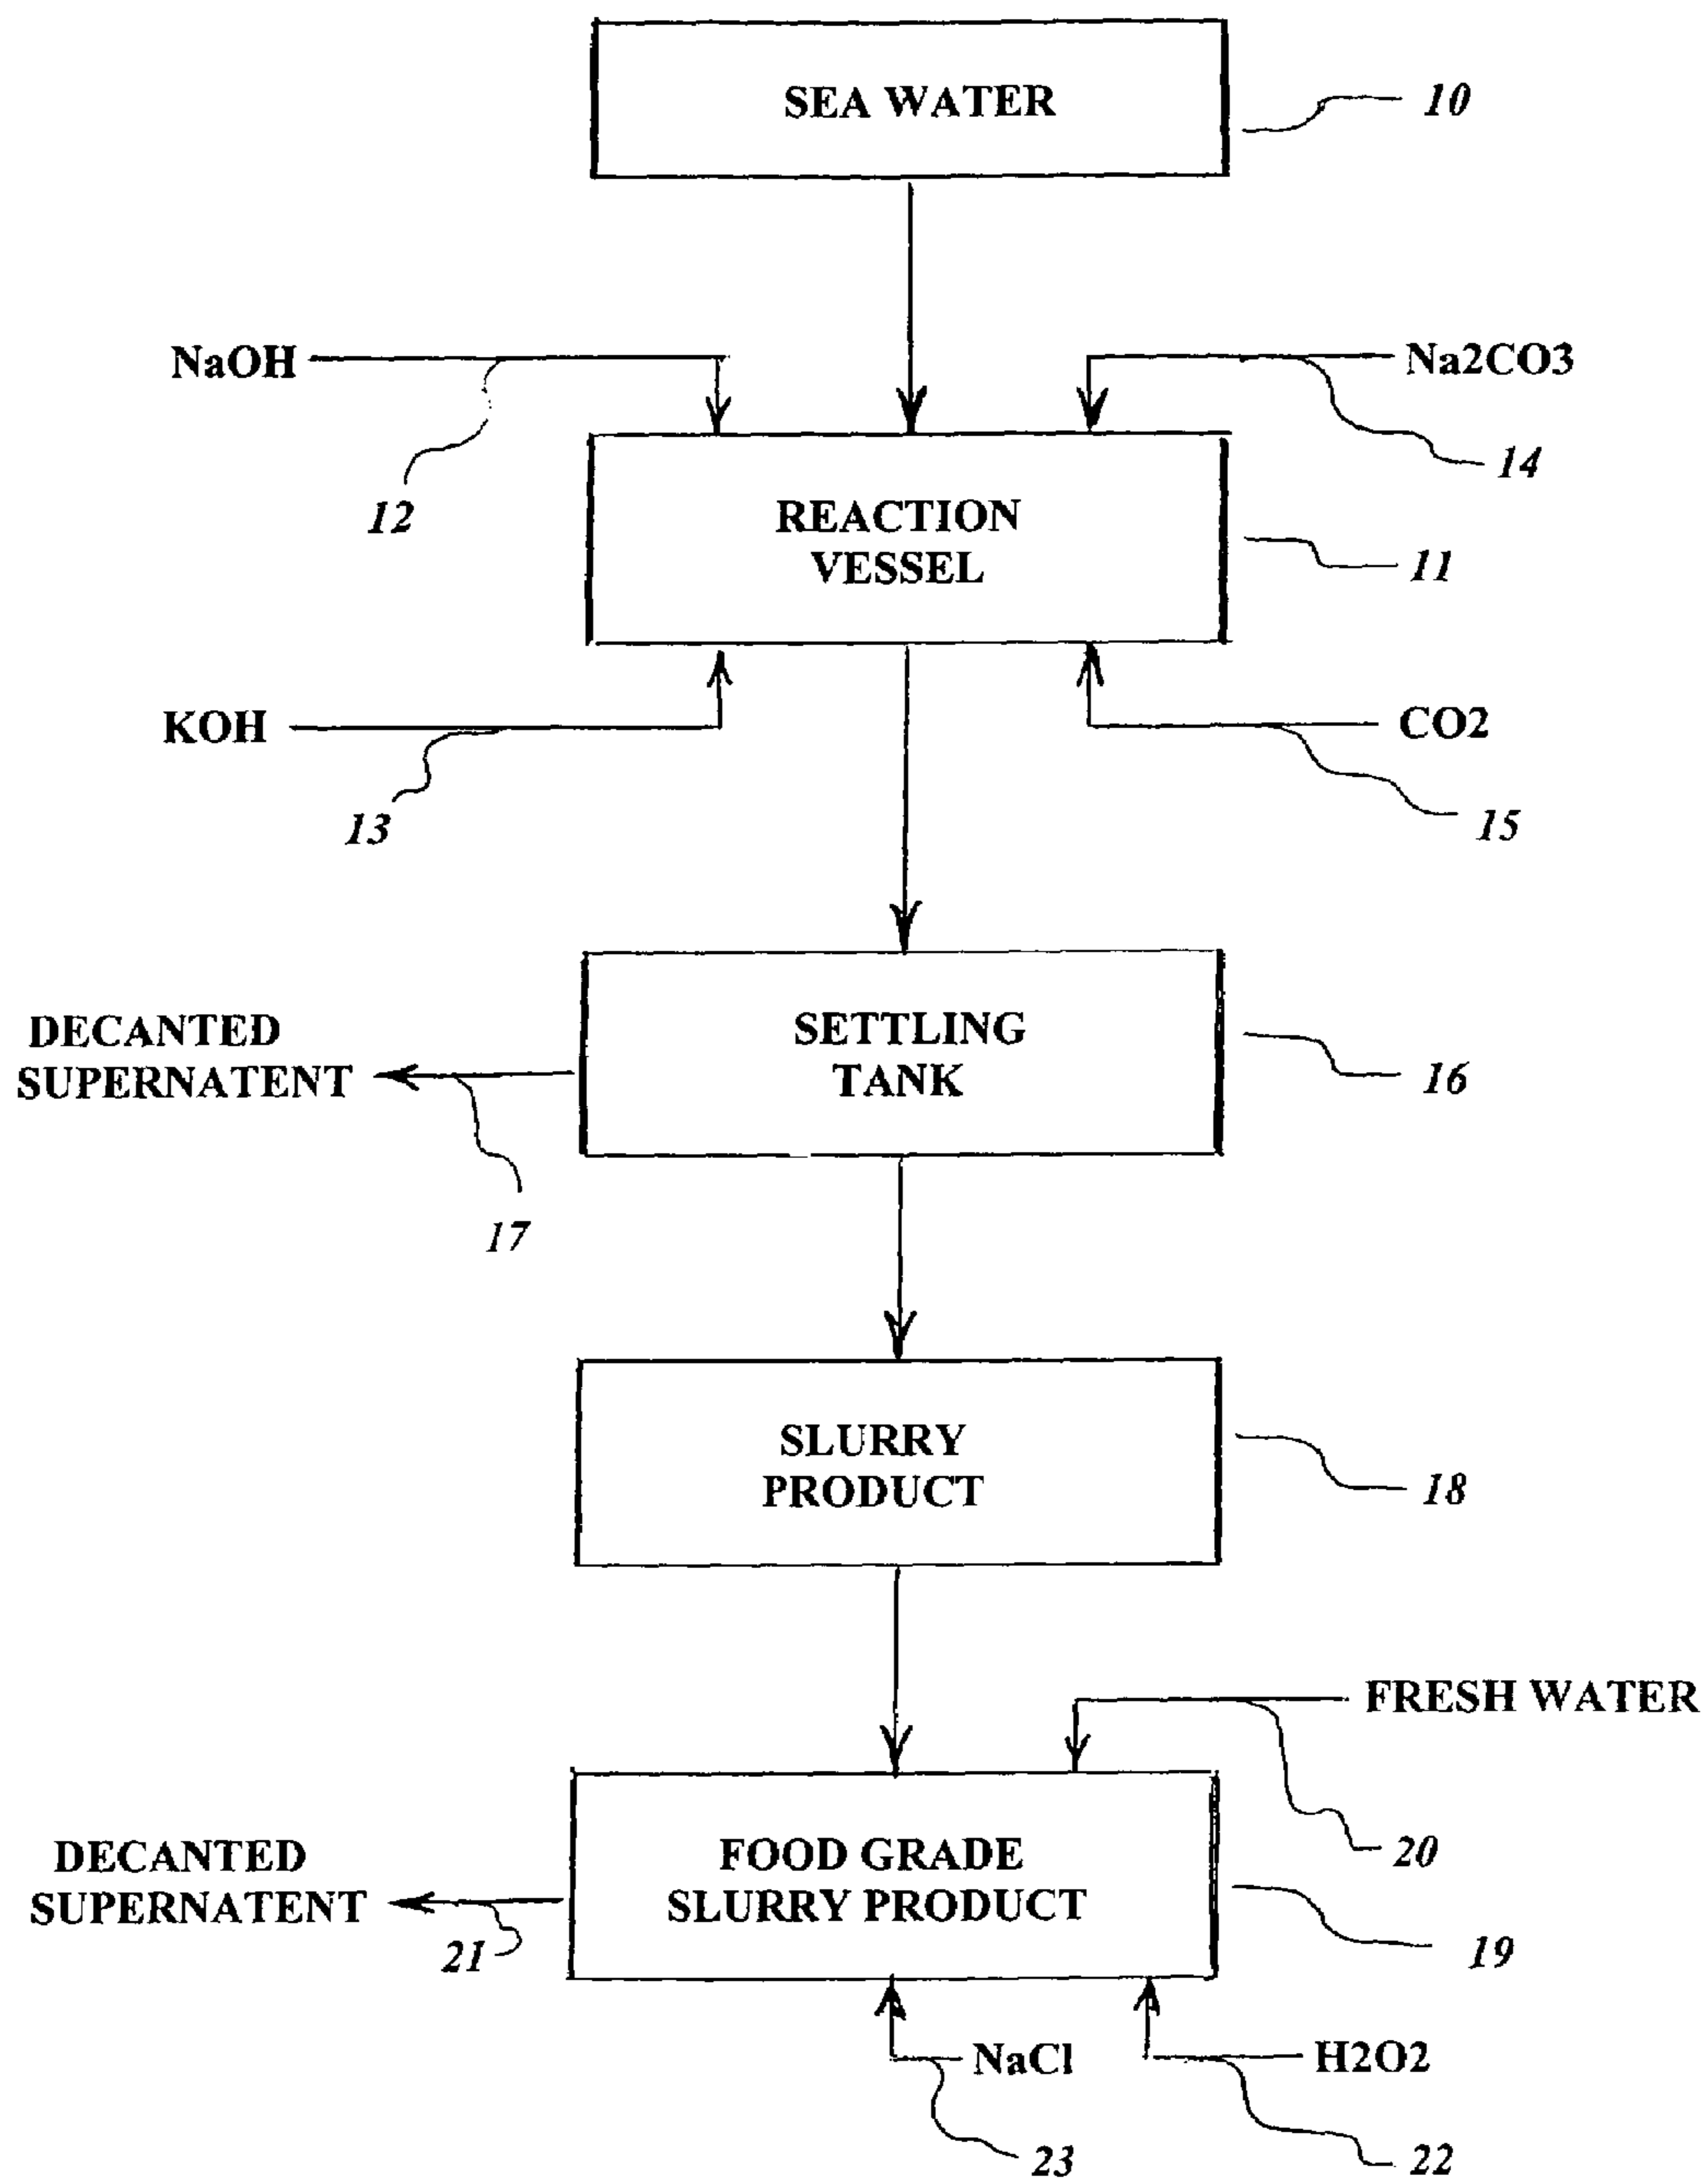 SEA WATER
10
NaOH
Na2CO3
12
14
REACTION
VESSEL
11
KOH
CO2
13
15
DECANTED
SUPERNATENT
SETTLING
TANK
16
17
SLURRY
PRODUCT
18
FRESH WATER
20
DECANTED
SUPERNATENT
FOOD GRADE
SLURRY PRODUCT
19
21
NaCl
H2O2
23
22